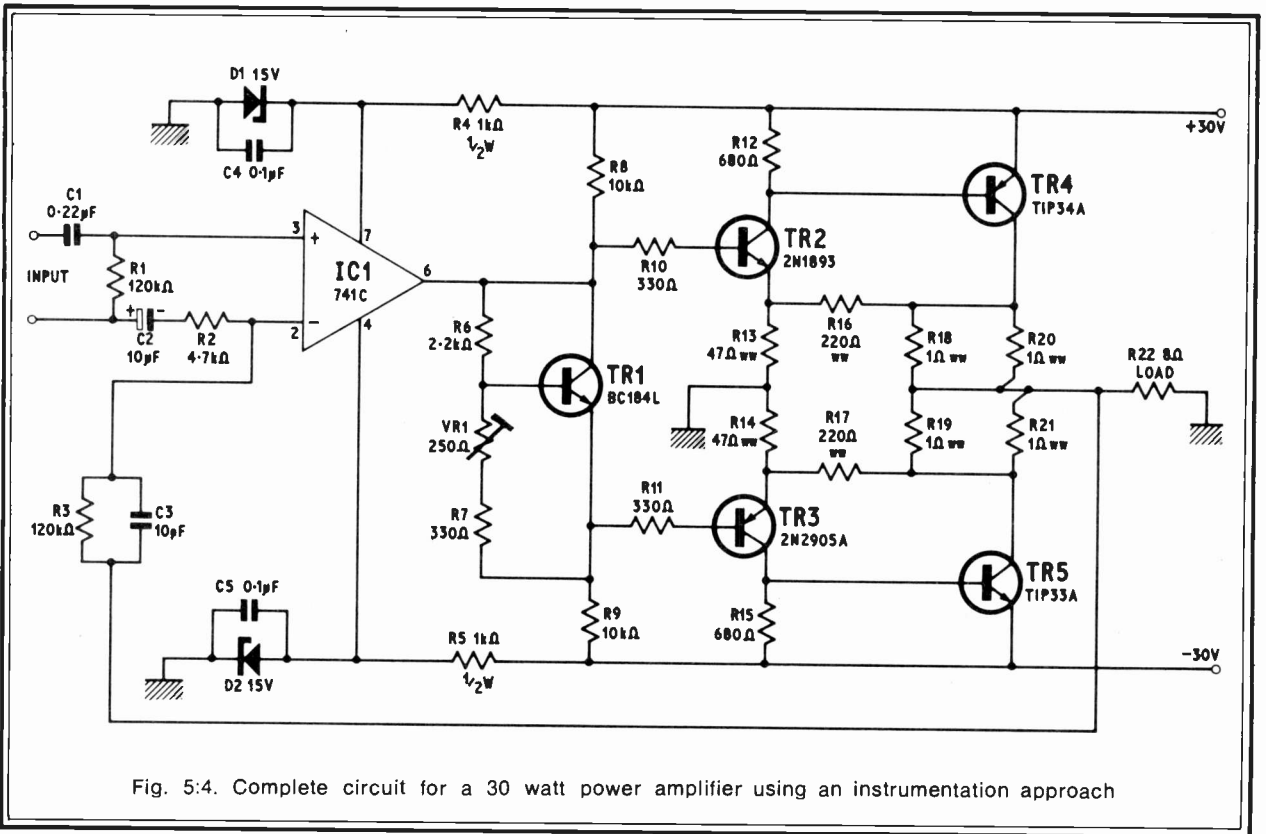 D1 15V
C4 0·1µF
R4 1kΩ
1/2W
+30V
R12
680Ω
R8
10kΩ
TR4
TIP34A
C1
0·22µF
3
+
7
INPUT
R1
120kΩ
IC1
741C
6
R10
330Ω
TR2
2N1893
+
-
C2
10µF
R2
4·7kΩ
2
−
4
R6
2·2kΩ
R13
47Ω ww
R16
220Ω
ww
R18
1Ω ww
R20
1Ω ww
R22 8Ω
LOAD
TR1
BC184L
VR1
250Ω
R14
47Ω ww
R17
220Ω
ww
R19
1Ω ww
R21
1Ω ww
R3
120kΩ
C3
10pF
R7
330Ω
R11
330Ω
TR3
2N2905A
TR5
TIP33A
C5 0·1µF
D2 15V
R5 1kΩ
1/2W
R9
10kΩ
R15
680Ω
-30V
Fig. 5:4. Complete circuit for a 30 watt power amplifier using an instrumentation approach